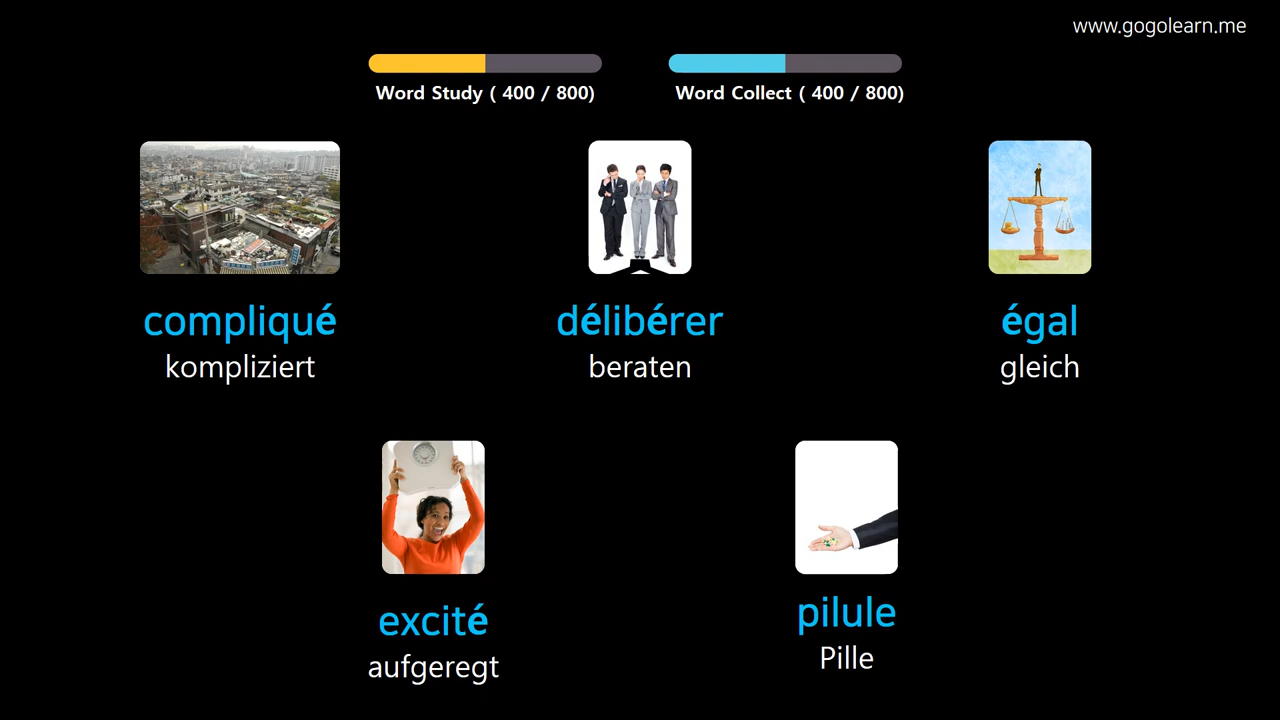 www.gogolearn.me
Word Study ( 400 / 800)
Word Collect ( 400 / 800)
compliqué
kompliziert
délibérer
beraten
égal
gleich
excité
aufgeregt
pilule
Pille